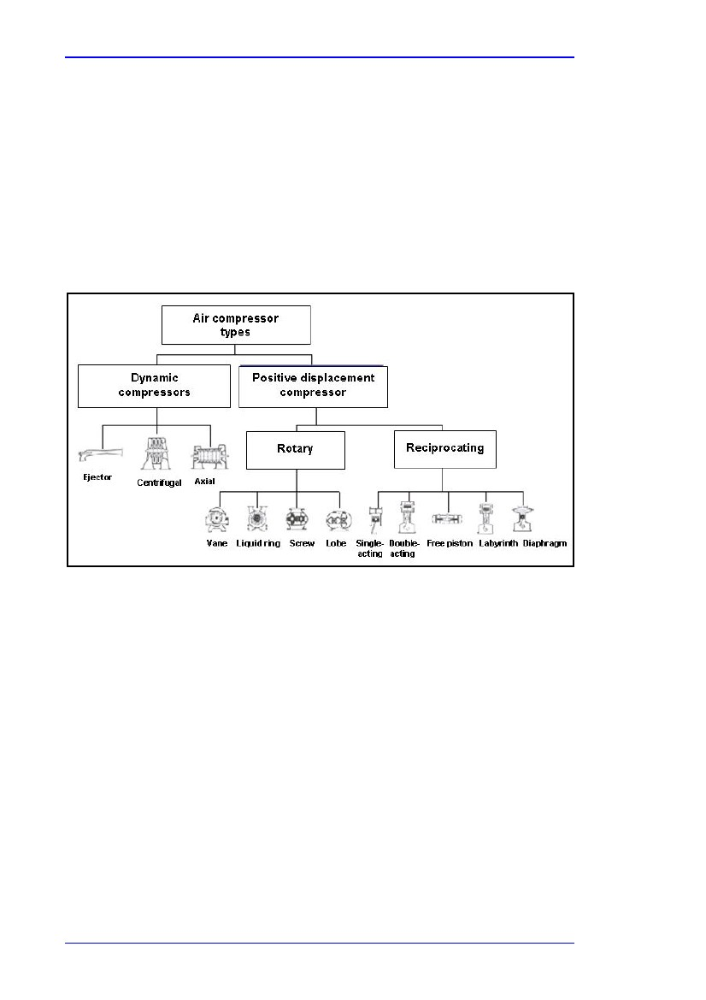 Air compressor
types
Dynamic
compressors
Positive displacement
compressor
Rotary
Reciprocating
Ejector
Centrifugal
Axial
Vane
Liquid ring
Screw
Lobe
Single-
acting
Double-
acting
Free piston
Labyrinth
Diaphragm